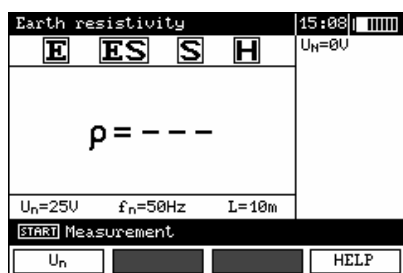 Earth resistivity 15:08
E ES S H
UN=0V
ρ=---
Un=25V fn=50Hz L=10m
START Measurement
Un HELP